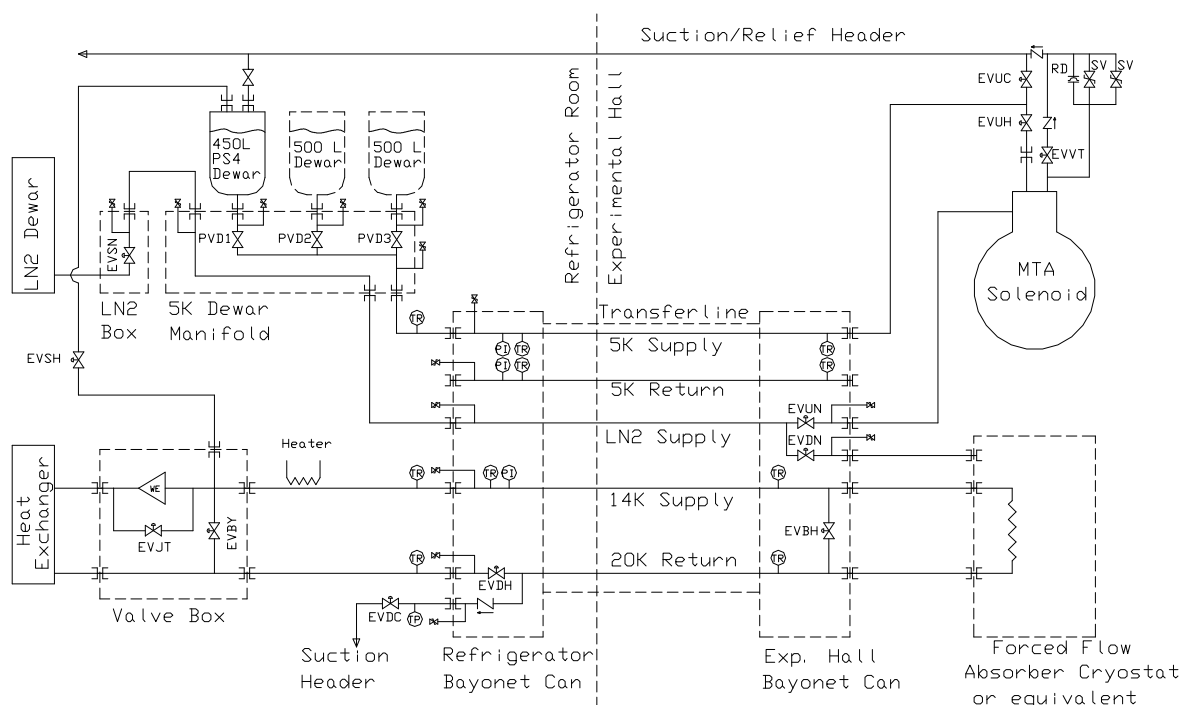 Suction/Relief Header
EVUC
RD
SV
SV
EVUH
EVVT
Refrigerator Room
Experimental Hall
450L
PS4
Dewar
500 L
Dewar
500 L
Dewar
LN2 Dewar
EVSN
PVD1
PVD2
PVD3
MTA
Solenoid
LN2
Box
5K Dewar
Manifold
TR
Transferline
PI
TR
TR
5K Supply
PI
TR
TR
EVSH
5K Return
EVUN
LN2 Supply
EVDN
Heater
Heat
Exchanger
WE
TR
TR
PI
TR
14K Supply
EVJT
EVBY
EVBH
TR
20K Return
TR
EVDH
Valve Box
EVDC
TP
Suction
Header
Refrigerator
Bayonet Can
Exp. Hall
Bayonet Can
Forced Flow
Absorber Cryostat
or equivalent